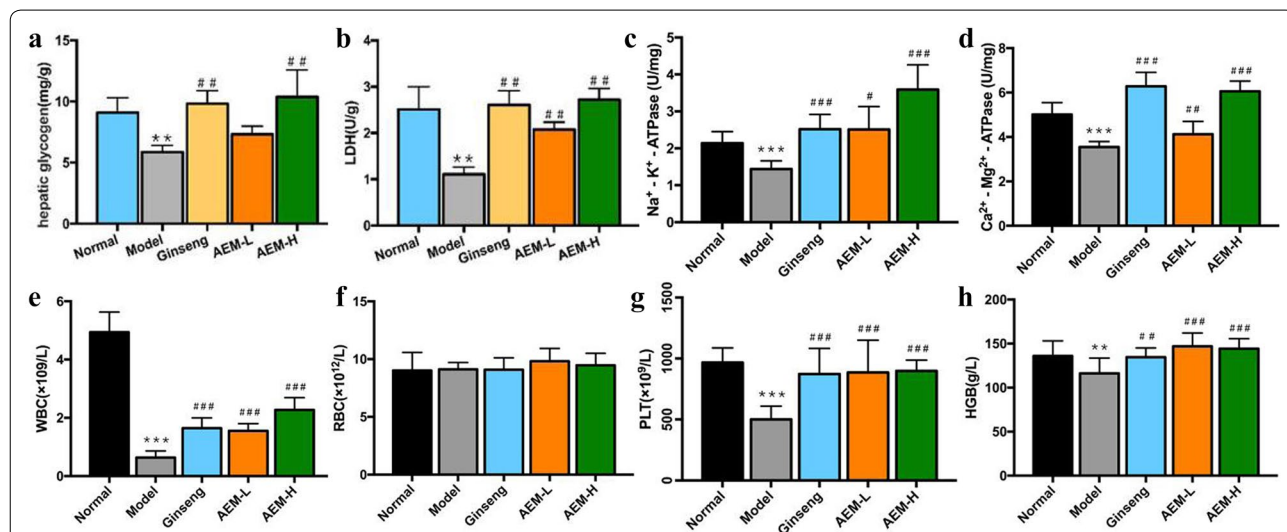 a
hepatic glycogen(mg/g)
15
10
5
0
* *
# #
# #
Normal
Model
Ginseng
AEM-L
AEM-H
b
LDH(U/g)
4
3
2
1
0
* *
# #
# #
# #
Normal
Model
Ginseng
AEM-L
AEM-H
c
Na⁺ - K⁺ - ATPase (U/mg)
5
4
3
2
1
0
* * *
# # #
#
# # #
Normal
Model
Ginseng
AEM-L
AEM-H
d
Ca²⁺ - Mg²⁺ - ATPase (U/mg)
8
6
4
2
0
* * *
# # #
# #
# # #
Normal
Model
Ginseng
AEM-L
AEM-H
e
WBC(×109/L)
6
4
2
0
* * *
# # #
# # #
# # #
Normal
Model
Ginseng
AEM-L
AEM-H
f
RBC(×10¹²/L)
15
10
5
0
Normal
Model
Ginseng
AEM-L
AEM-H
g
PLT(×10⁹/L)
1500
1000
500
0
* * *
# # #
# # #
# # #
Normal
Model
Ginseng
AEM-L
AEM-H
h
HGB(g/L)
200
150
100
50
0
* *
# #
# # #
# # #
Normal
Model
Ginseng
AEM-L
AEM-H